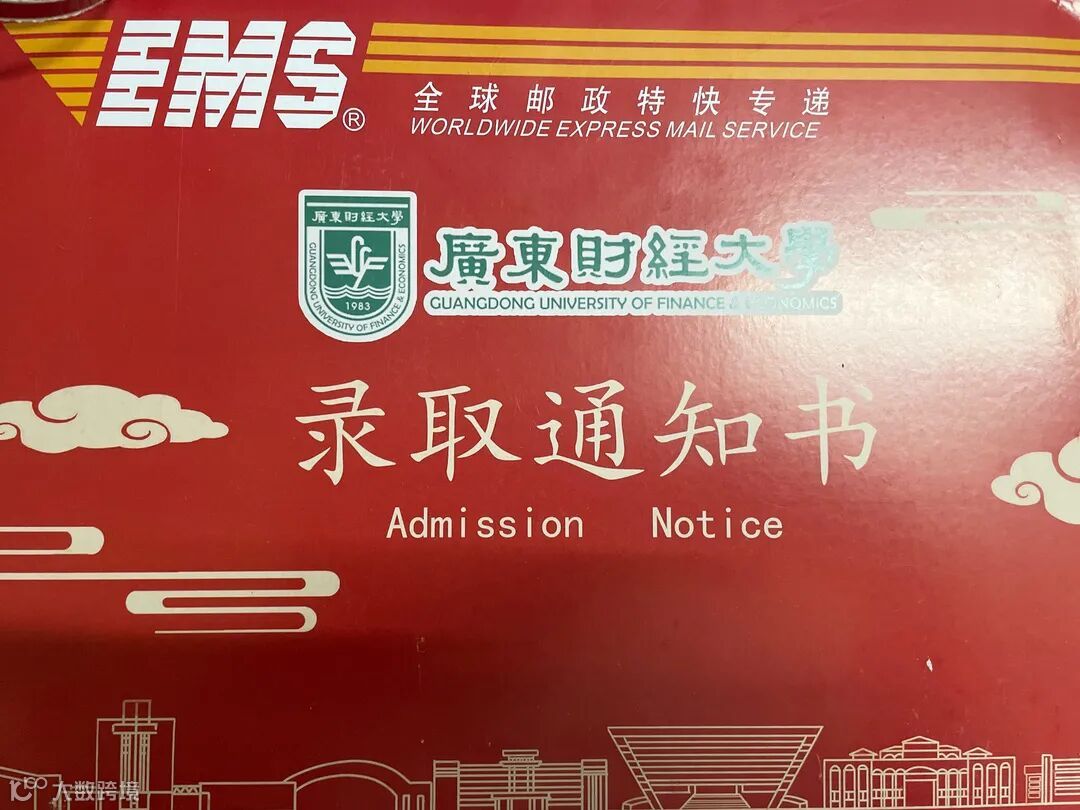 EMS®
全球邮政特快专递
WORLDWIDE EXPRESS MAIL SERVICE
廣東財經大學
GUANGDONG UNIVERSITY OF FINANCE & ECONOMICS
1983
廣東財經大學
GUANGDONG UNIVERSITY OF FINANCE & ECONOMICS
录取通知书
Admission Notice
大数跨境